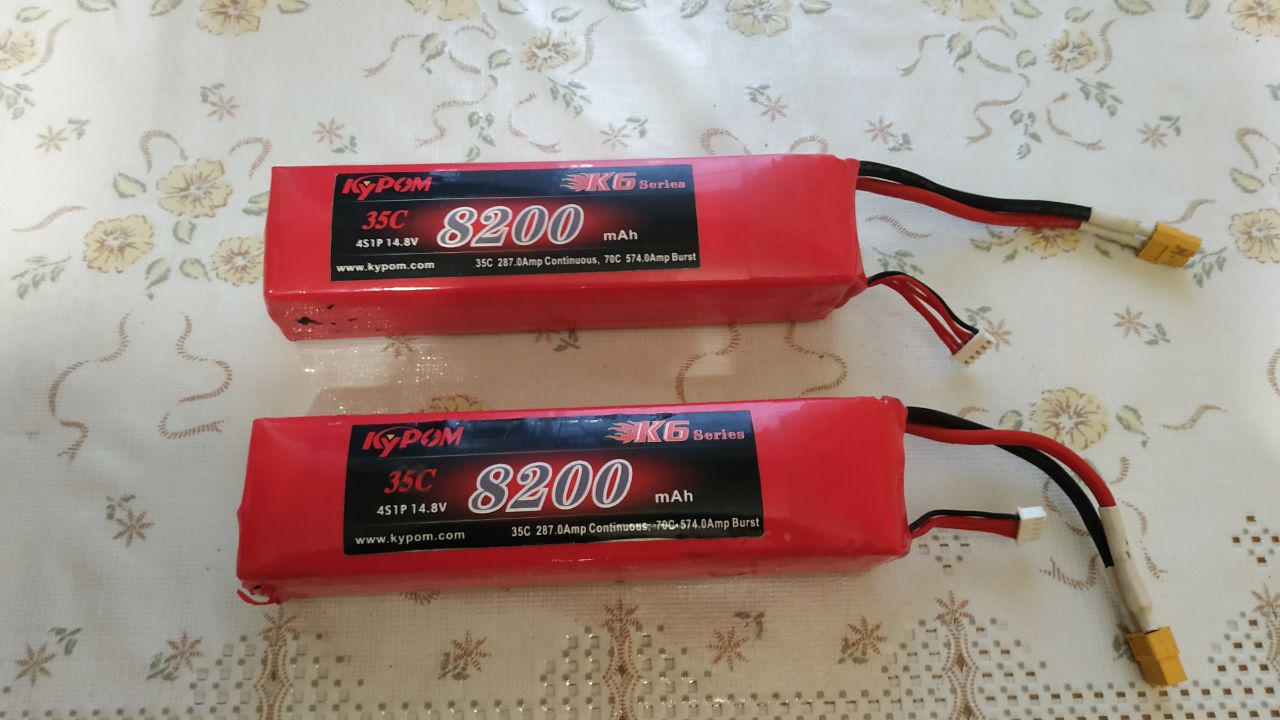 KyPOM
K6 Series
35C
8200 mAh
4S1P 14.8V
www.kypom.com
35C 287.0Amp Continuous, 70C 574.0Amp Burst
KyPOM
K6 Series
35C
8200 mAh
4S1P 14.8V
www.kypom.com
35C 287.0Amp Continuous, 70C 574.0Amp Burst